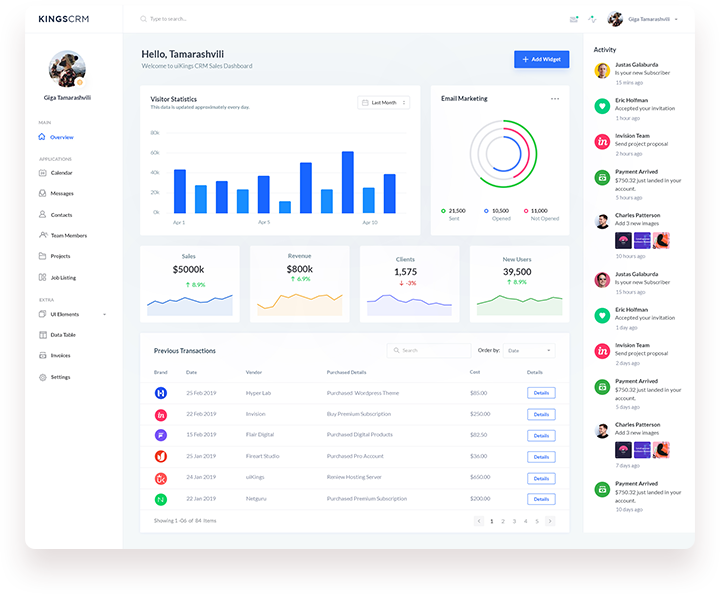 KINGSCRM
Type to search...
Giga Tamarashvili
Giga Tamarashvili
MAIN
Overview
APPLICATIONS
Calendar
Messages
Contacts
Team Members
Projects
Job Listing
EXTRA
UI Elements
Data Table
Invoices
Settings
Hello, Tamarashvili
Welcome to uiKings CRM Sales Dashboard
+ Add Widget
Visitor Statistics
This data is updated approximately every day.
Last Month
80k
60k
40k
20k
0k
Apr 1
Apr 5
Apr 10
Email Marketing
21,500
Sent
10,500
Opened
11,000
Not Opened
Sales
$5000k
↑ 8.9%
Revenue
$800k
↑ 6.9%
Clients
1,575
↓ -3%
New Users
39,500
↑ 8.9%
Previous Transactions
Search
Order by:
Date
Brand Date Vendor Purchased Details Cost Details
25 Feb 2019 Hyper Lab Purchased Wordpress Theme $85.00 Details
22 Feb 2019 Invision Buy Premium Subscription $250.00 Details
15 Feb 2019 Flair Digital Purchased Digital Products $82.50 Details
25 Jan 2019 Fireart Studio Purchased Pro Account $36.00 Details
24 Jan 2019 uiKings Renew Hosting Server $650.00 Details
22 Jan 2019 Netguru Purchased Premium Subscription $200.00 Details
Showing 1-06 of 84 Items
1 2 3 4 5
Activity
Justas Galaburda
Is your new Subscriber
15 mins ago
Eric Hoffman
Accepted your invitation
1 hour ago
in
Invision Team
Send project proposal
2 hours ago
Payment Arrived
$750.32 just landed in your
account.
5 hours ago
Charles Patterson
Add 3 new images
10 hours ago
Justas Galaburda
Is your new Subscriber
15 hours ago
Eric Hoffman
Accepted your invitation
1 day ago
in
Invision Team
Send project proposal
2 days ago
Payment Arrived
$750.32 just landed in your
account.
5 days ago
Charles Patterson
Add 3 new images
7 days ago
Payment Arrived
$750.32 just landed in your
account.
10 days ago